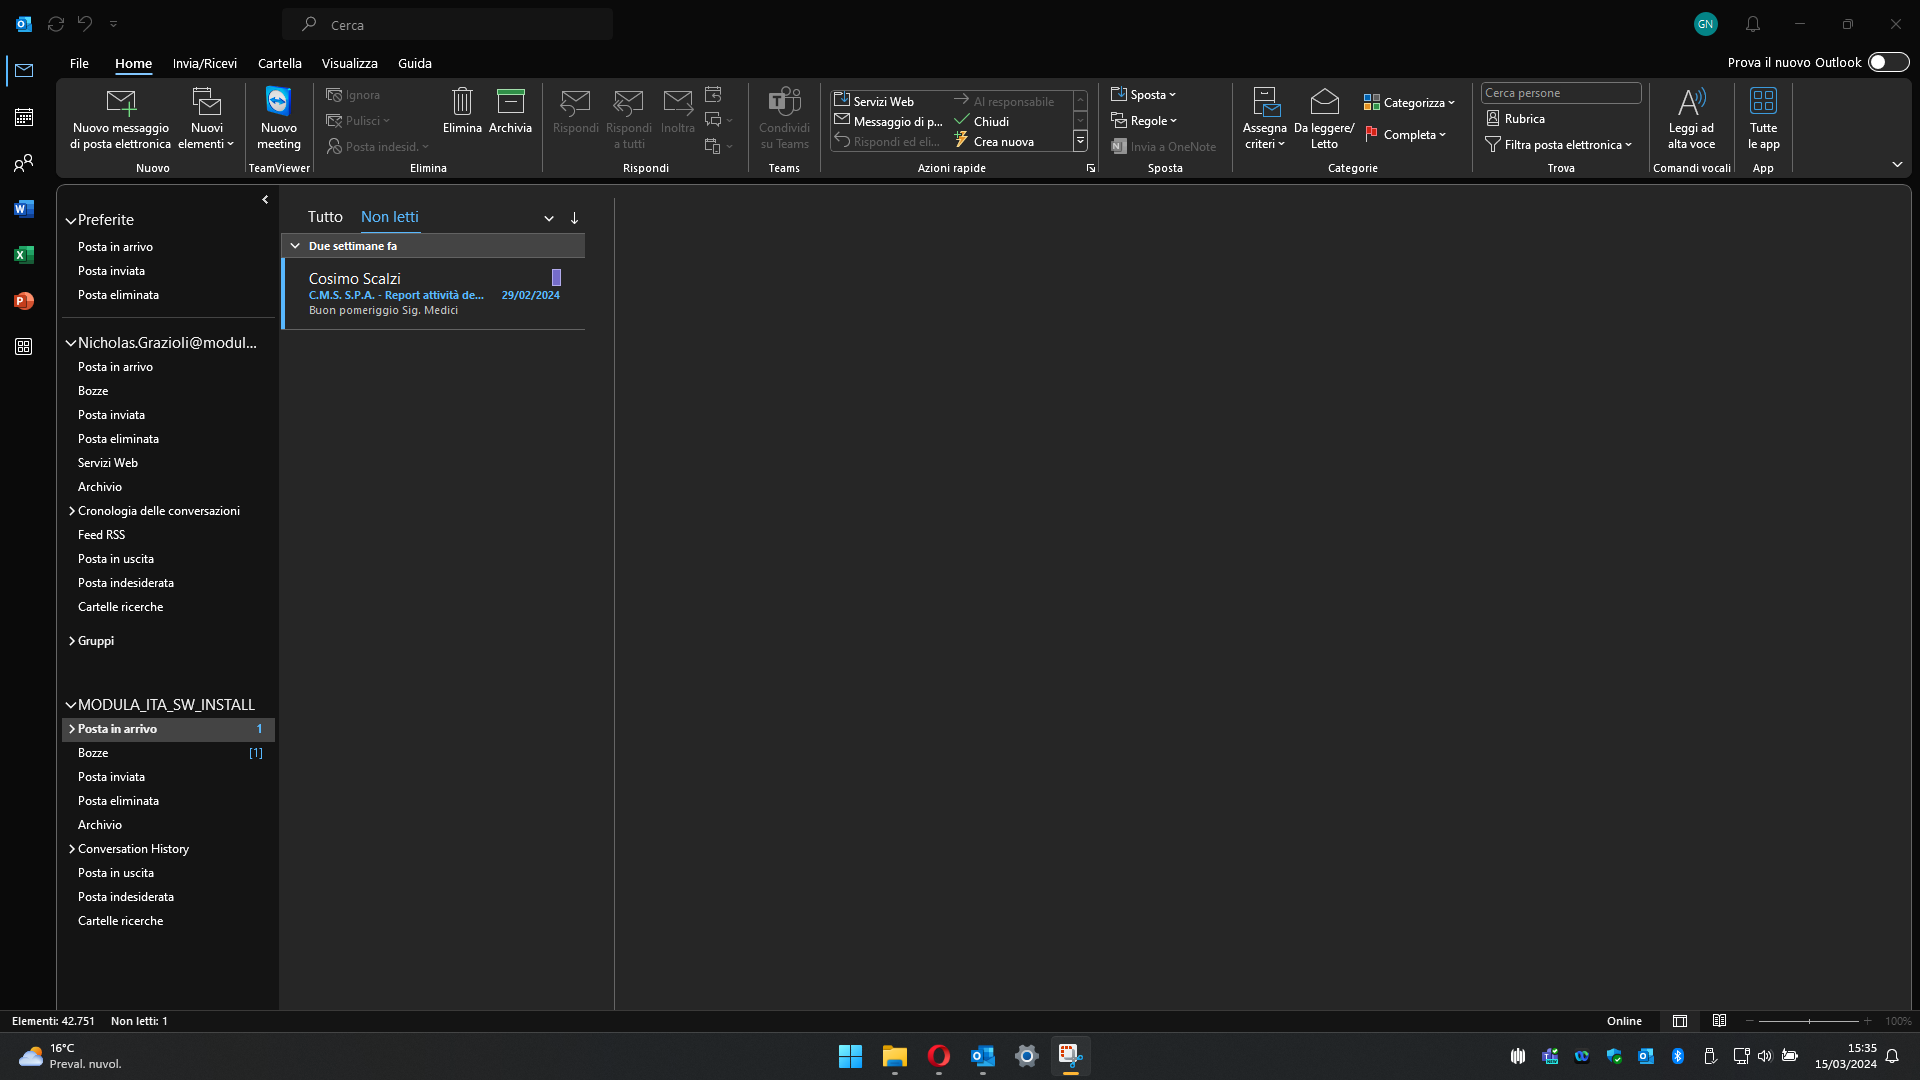 Cerca
GN
File Home Invia/Ricevi Cartella Visualizza Guida
Prova il nuovo Outlook
Nuovo messaggio
di posta elettronica
Nuovi
elementi
Nuovo
Nuovo
meeting
TeamViewer
Ignora
Pulisci
Posta indesid.
Elimina
Archivia
Elimina
Rispondi
Rispondi
a tutti
Inoltra
Rispondi
Condividi
su Teams
Teams
Servizi Web
Messaggio di p...
Rispondi ed eli...
Al responsabile
Chiudi
Crea nuova
Azioni rapide
Sposta
Regole
Invia a OneNote
Sposta
Assegna
criteri
Da leggere/
Letto
Categorizza
Completa
Categorie
Cerca persone
Rubrica
Filtra posta elettronica
Trova
Leggi ad
alta voce
Comandi vocali
Tutte
le app
App
Preferite
Posta in arrivo
Posta inviata
Posta eliminata
Nicholas.Grazioli@modul...
Posta in arrivo
Bozze
Posta inviata
Posta eliminata
Servizi Web
Archivio
Cronologia delle conversazioni
Feed RSS
Posta in uscita
Posta indesiderata
Cartelle ricerche
Gruppi
MODULA_ITA_SW_INSTALL
Posta in arrivo 1
Bozze [1]
Posta inviata
Posta eliminata
Archivio
Conversation History
Posta in uscita
Posta indesiderata
Cartelle ricerche
Tutto Non letti
Due settimane fa
Cosimo Scalzi
C.M.S. S.P.A. - Report attività de... 29/02/2024
Buon pomeriggio Sig. Medici
Elementi: 42.751 Non letti: 1
Online
100%
16°C
Preval. nuvol.
15:35
15/03/2024